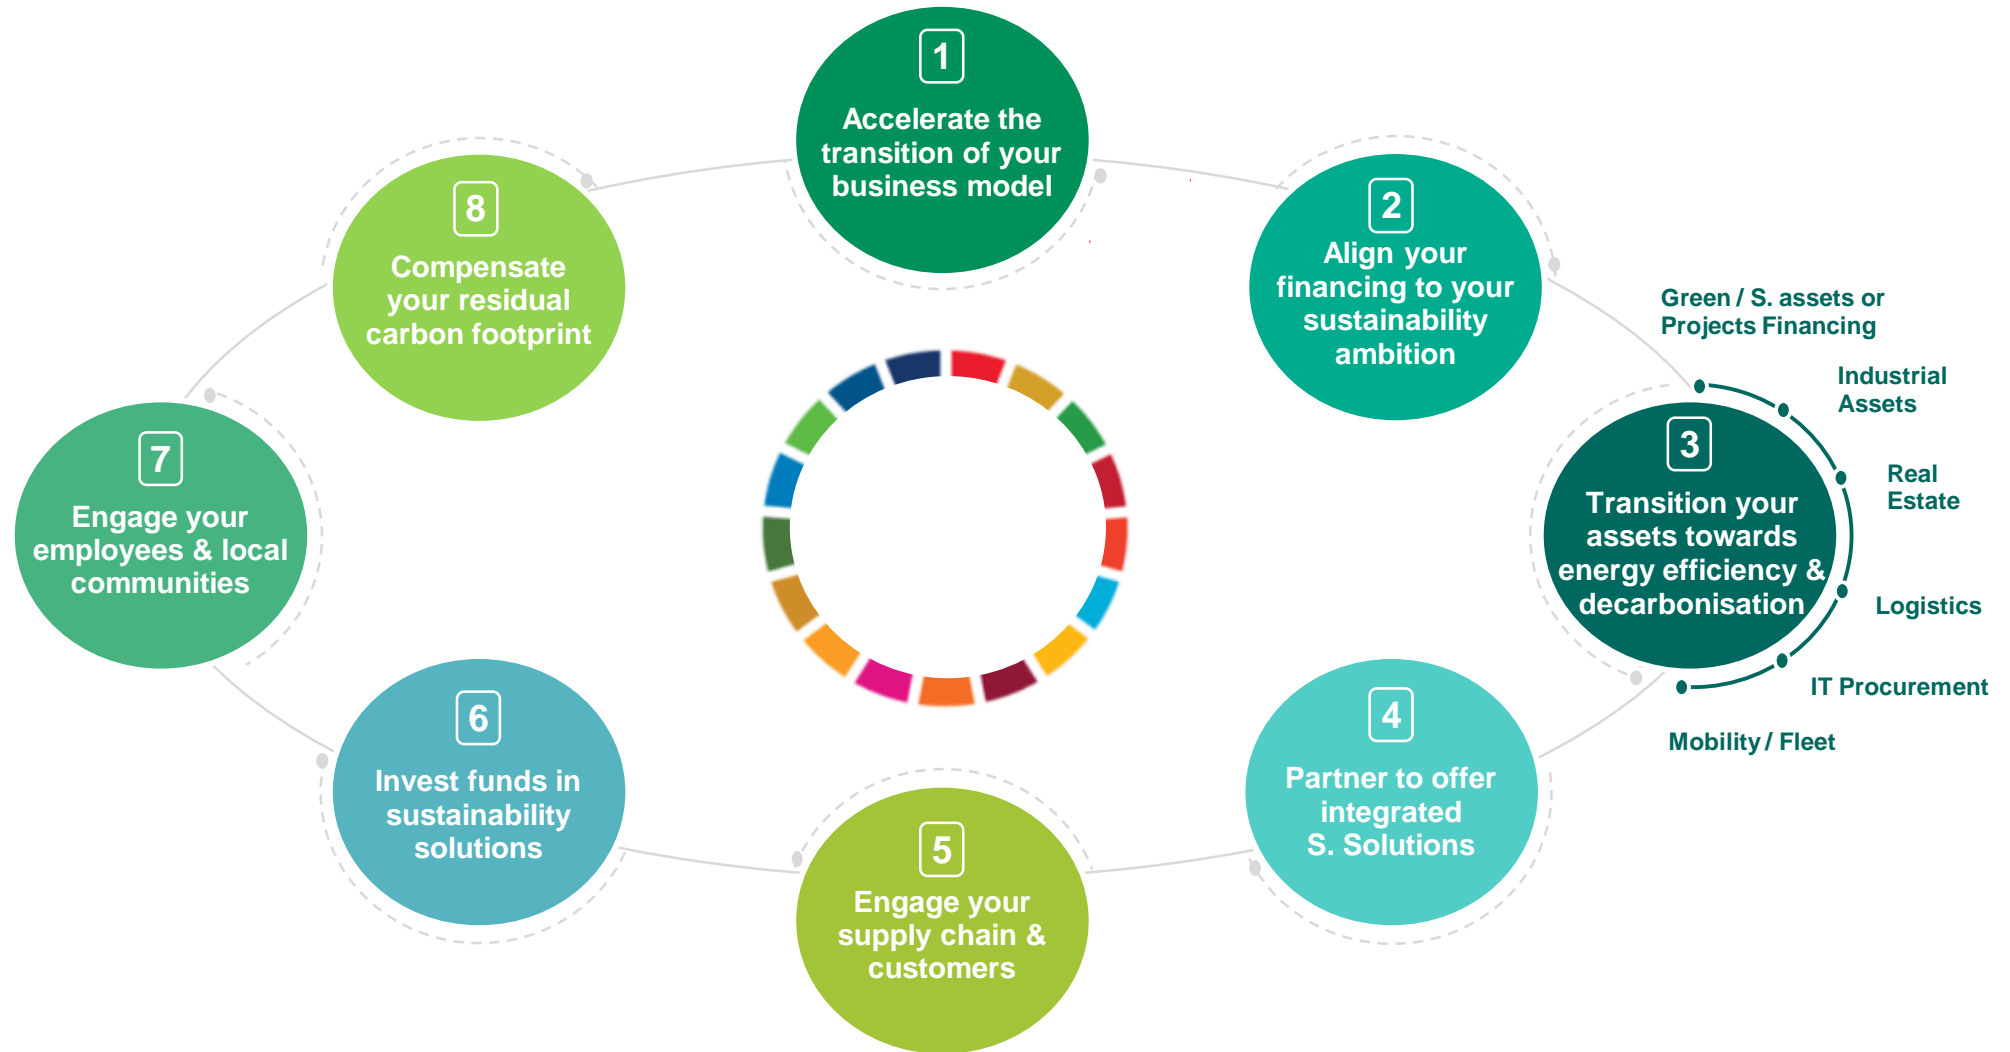 1
Accelerate the
transition of your
business model
2
Align your
financing to your
sustainability
ambition
3
Transition your
assets towards
energy efficiency &
decarbonisation
Green / S. assets or
Projects Financing
Industrial
Assets
Real
Estate
Logistics
IT Procurement
Mobility / Fleet
4
Partner to offer
integrated
S. Solutions
5
Engage your
supply chain &
customers
6
Invest funds in
sustainability
solutions
7
Engage your
employees & local
communities
8
Compensate
your residual
carbon footprint